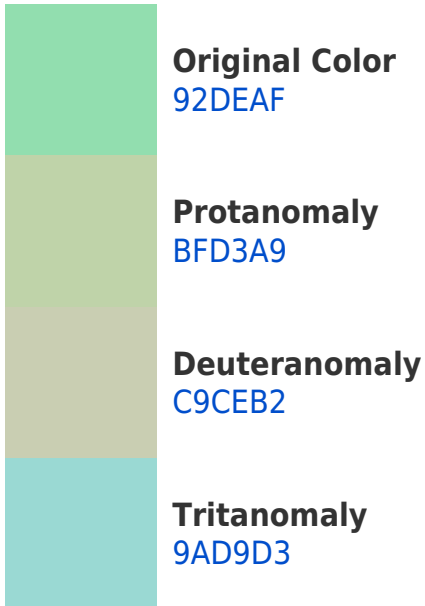 Original Color
92DEAF
Protanomaly
BFD3A9
Deuteranomaly
C9CEB2
Tritanomaly
9AD9D3